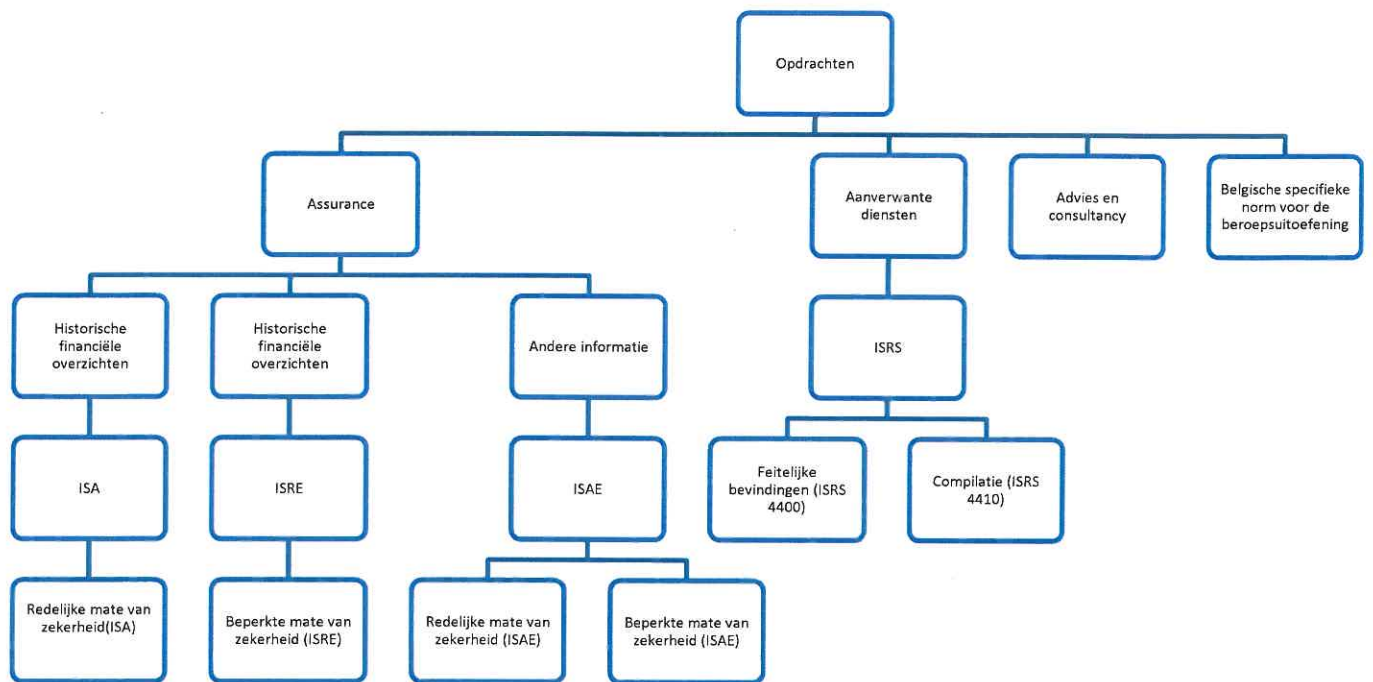 Opdrachten
Assurance
Aanverwante
diensten
Advies en
consultancy
Belgische specifieke
norm voor de
beroepsuitoefening
Historische
financiële
overzichten
Historische
financiële
overzichten
Andere informatie
ISRS
ISA
ISRE
ISAE
Feitelijke
bevindingen (ISRS
4400)
Compilatie (ISRS
4410)
Redelijke mate van
zekerheid(ISA)
Beperkte mate van
zekerheid (ISRE)
Redelijke mate van
zekerheid (ISAE)
Beperkte mate van
zekerheid (ISAE)